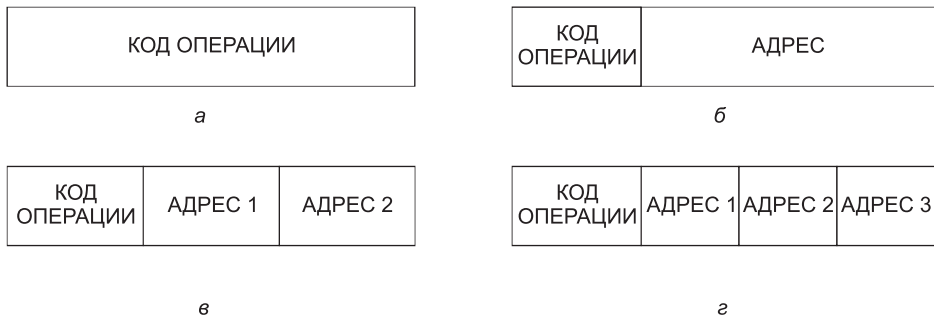 КОД ОПЕРАЦИИ
а
КОД
ОПЕРАЦИИ
АДРЕС
б
КОД
ОПЕРАЦИИ
АДРЕС 1
АДРЕС 2
в
КОД
ОПЕРАЦИИ
АДРЕС 1
АДРЕС 2
АДРЕС 3
г